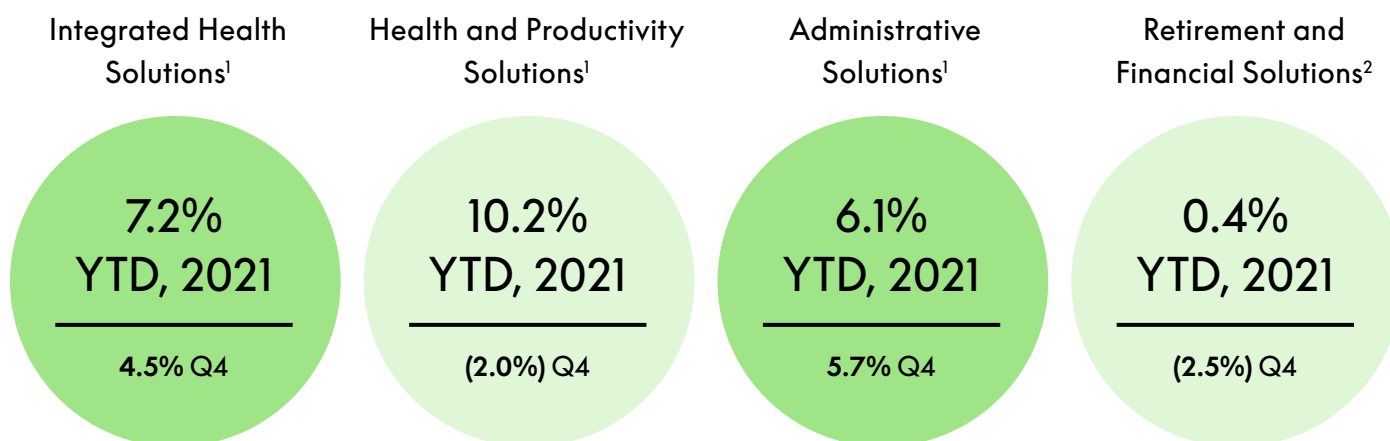 Integrated Health
Solutions¹
7.2%
YTD, 2021
4.5% Q4
Health and Productivity
Solutions¹
10.2%
YTD, 2021
(2.0%) Q4
Administrative
Solutions¹
6.1%
YTD, 2021
5.7% Q4
Retirement and
Financial Solutions²
0.4%
YTD, 2021
(2.5%) Q4